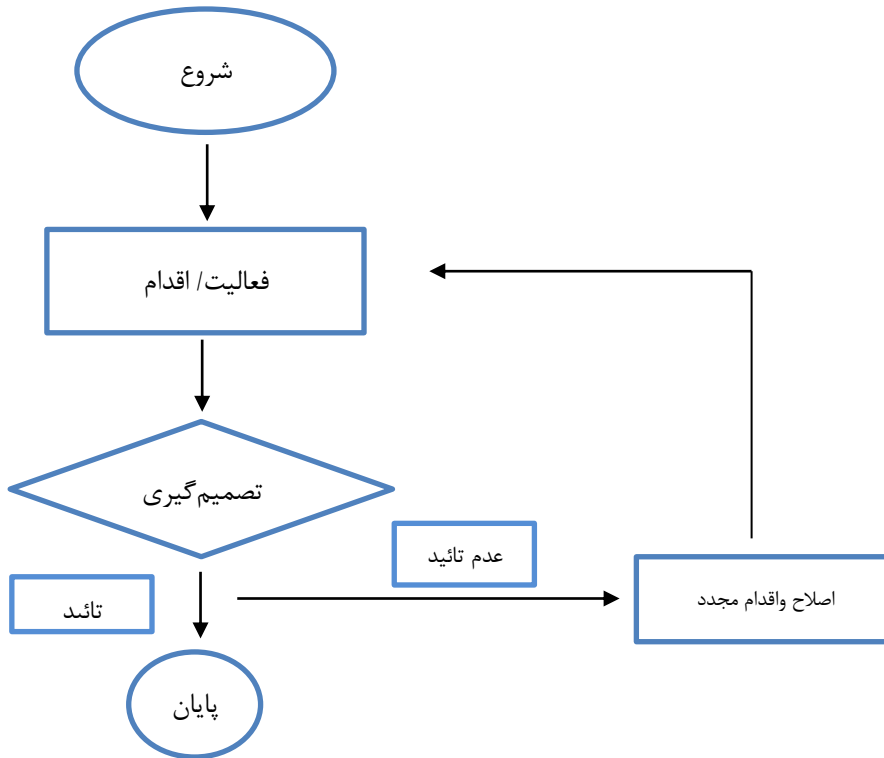 شروع
فعالیت/ اقدام
تصمیم‌گیری
عدم تائید
تائید
اصلاح واقدام مجدد
پایان